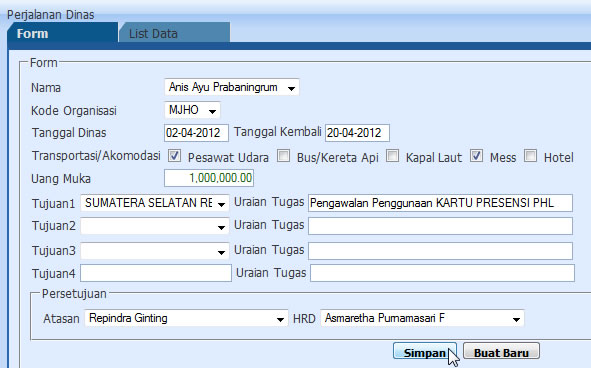 Perjalanan Dinas
Form List Data
Form
Nama Anis Ayu Prabaningrum
Kode Organisasi MJHO
Tanggal Dinas 02-04-2012 Tanggal Kembali 20-04-2012
Transportasi/Akomodasi Pesawat Udara Bus/Kereta Api Kapal Laut Mess Hotel
Uang Muka 1,000,000.00
Tujuan1 SUMATERA SELATAN RE Uraian Tugas Pengawalan Penggunaan KARTU PRESENSI PHL
Tujuan2 Uraian Tugas
Tujuan3 Uraian Tugas
Tujuan4 Uraian Tugas
Persetujuan
Atasan Repindra Ginting HRD Asmaretha Purnamasari F
Simpan Buat Baru